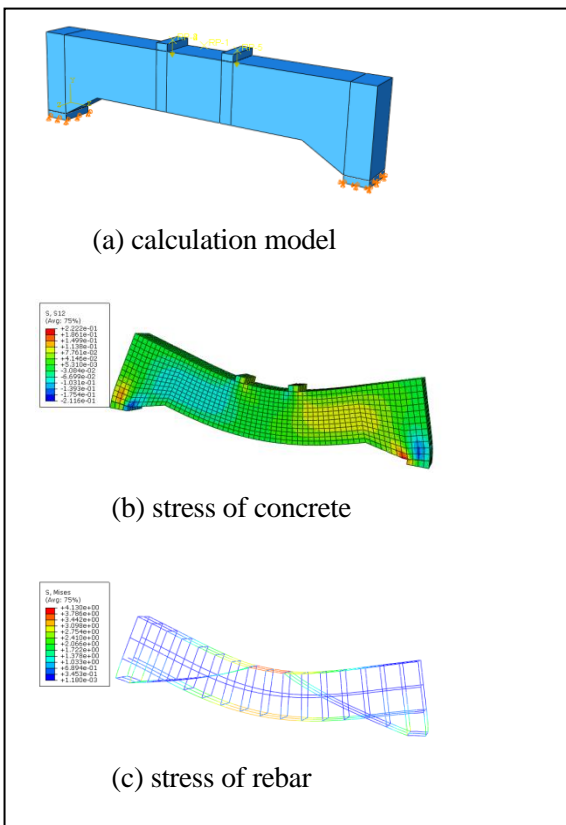 (a) calculation model
S, S12
(Avg: 75%)
+2.222e-01
+1.861e-01
+1.499e-01
+1.138e-01
+7.761e-02
+4.146e-02
+5.310e-03
-3.084e-02
-6.699e-02
-1.031e-01
-1.393e-01
-1.754e-01
-2.116e-01
(b) stress of concrete
S, Mises
(Avg: 75%)
+4.130e+00
+3.786e+00
+3.442e+00
+3.098e+00
+2.754e+00
+2.410e+00
+2.066e+00
+1.722e+00
+1.378e+00
+1.033e+00
+6.894e-01
+3.453e-01
+1.180e-03
(c) stress of rebar